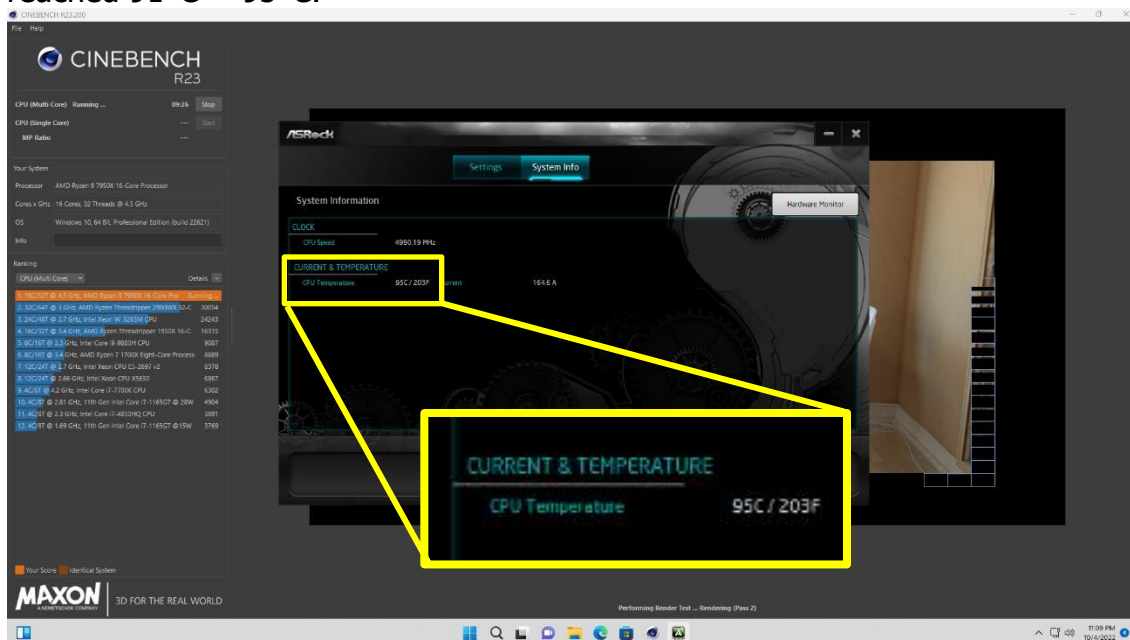 CINEBENCH R23.200
File Help
CINEBENCH
R23
CPU (Multi Core) Running ... 09:26 Stop
CPU (Single Core) --- Start
MP Ratio ---
Your System
Processor AMD Ryzen 9 7950X 16-Core Processor
Cores x GHz 16 Cores, 32 Threads @ 4.5 GHz
OS Windows 10, 64 Bit, Professional Edition (build 22621)
Info
Ranking
CPU (Multi Core) Details
1. 16C/32T @ 4.5 GHz, AMD Ryzen 9 7950X 16-Core Proc Running ...
2. 32C/64T @ 3 GHz, AMD Ryzen Threadripper 2990WX 32-C 30054
3. 24C/48T @ 2.7 GHz, Intel Xeon W-3265M CPU 24243
4. 16C/32T @ 3.4 GHz, AMD Ryzen Threadripper 1950X 16-C 16315
5. 8C/16T @ 2.3 GHz, Intel Core i9-9880H CPU 9087
6. 8C/16T @ 3.4 GHz, AMD Ryzen 7 1700X Eight-Core Process 8889
7. 12C/24T @ 2.7 GHz, Intel Xeon CPU E5-2697 v2 8378
8. 12C/24T @ 2.66 GHz, Intel Xeon CPU X5650 6867
9. 4C/8T @ 4.2 GHz, Intel Core i7-7700K CPU 6302
10. 4C/8T @ 2.81 GHz, 11th Gen Intel Core i7-1165G7 @ 28W 4904
11. 4C/8T @ 2.3 GHz, Intel Core i7-4850HQ CPU 3891
12. 4C/8T @ 1.69 GHz, 11th Gen Intel Core i7-1165G7 @15W 3769
Your Score Identical System
MAXON 3D FOR THE REAL WORLD
A NEMETSCHEK COMPANY
ASRock
Settings System Info
System Information Hardware Monitor
CLOCK
CPU Speed 4990.19 MHz
CURRENT & TEMPERATURE
CPU Temperature 95C / 203F 164.6 A
CURRENT & TEMPERATURE
CPU Temperature 95C / 203F
Performing Render Test ... Rendering (Pass 2)
11:09 PM
10/4/2022